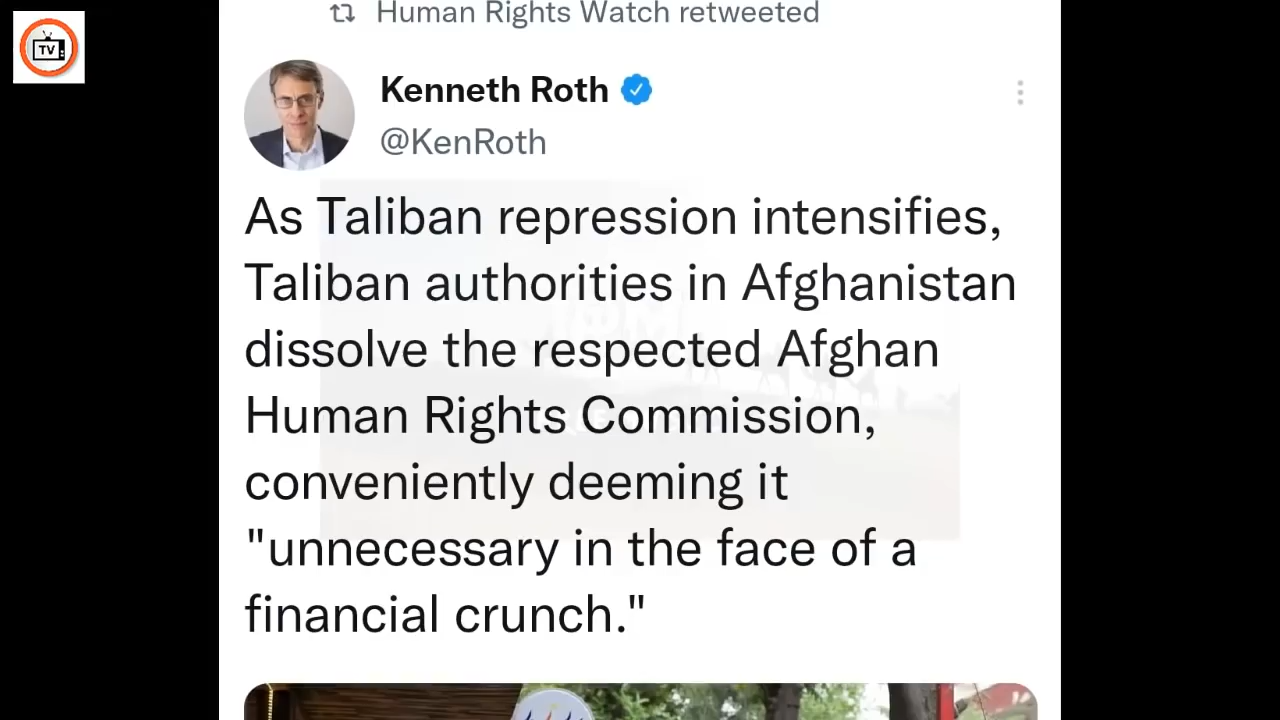 TV
Human Rights Watch retweeted
Kenneth Roth
@KenRoth
As Taliban repression intensifies,
Taliban authorities in Afghanistan
dissolve the respected Afghan
Human Rights Commission,
conveniently deeming it
"unnecessary in the face of a
financial crunch."